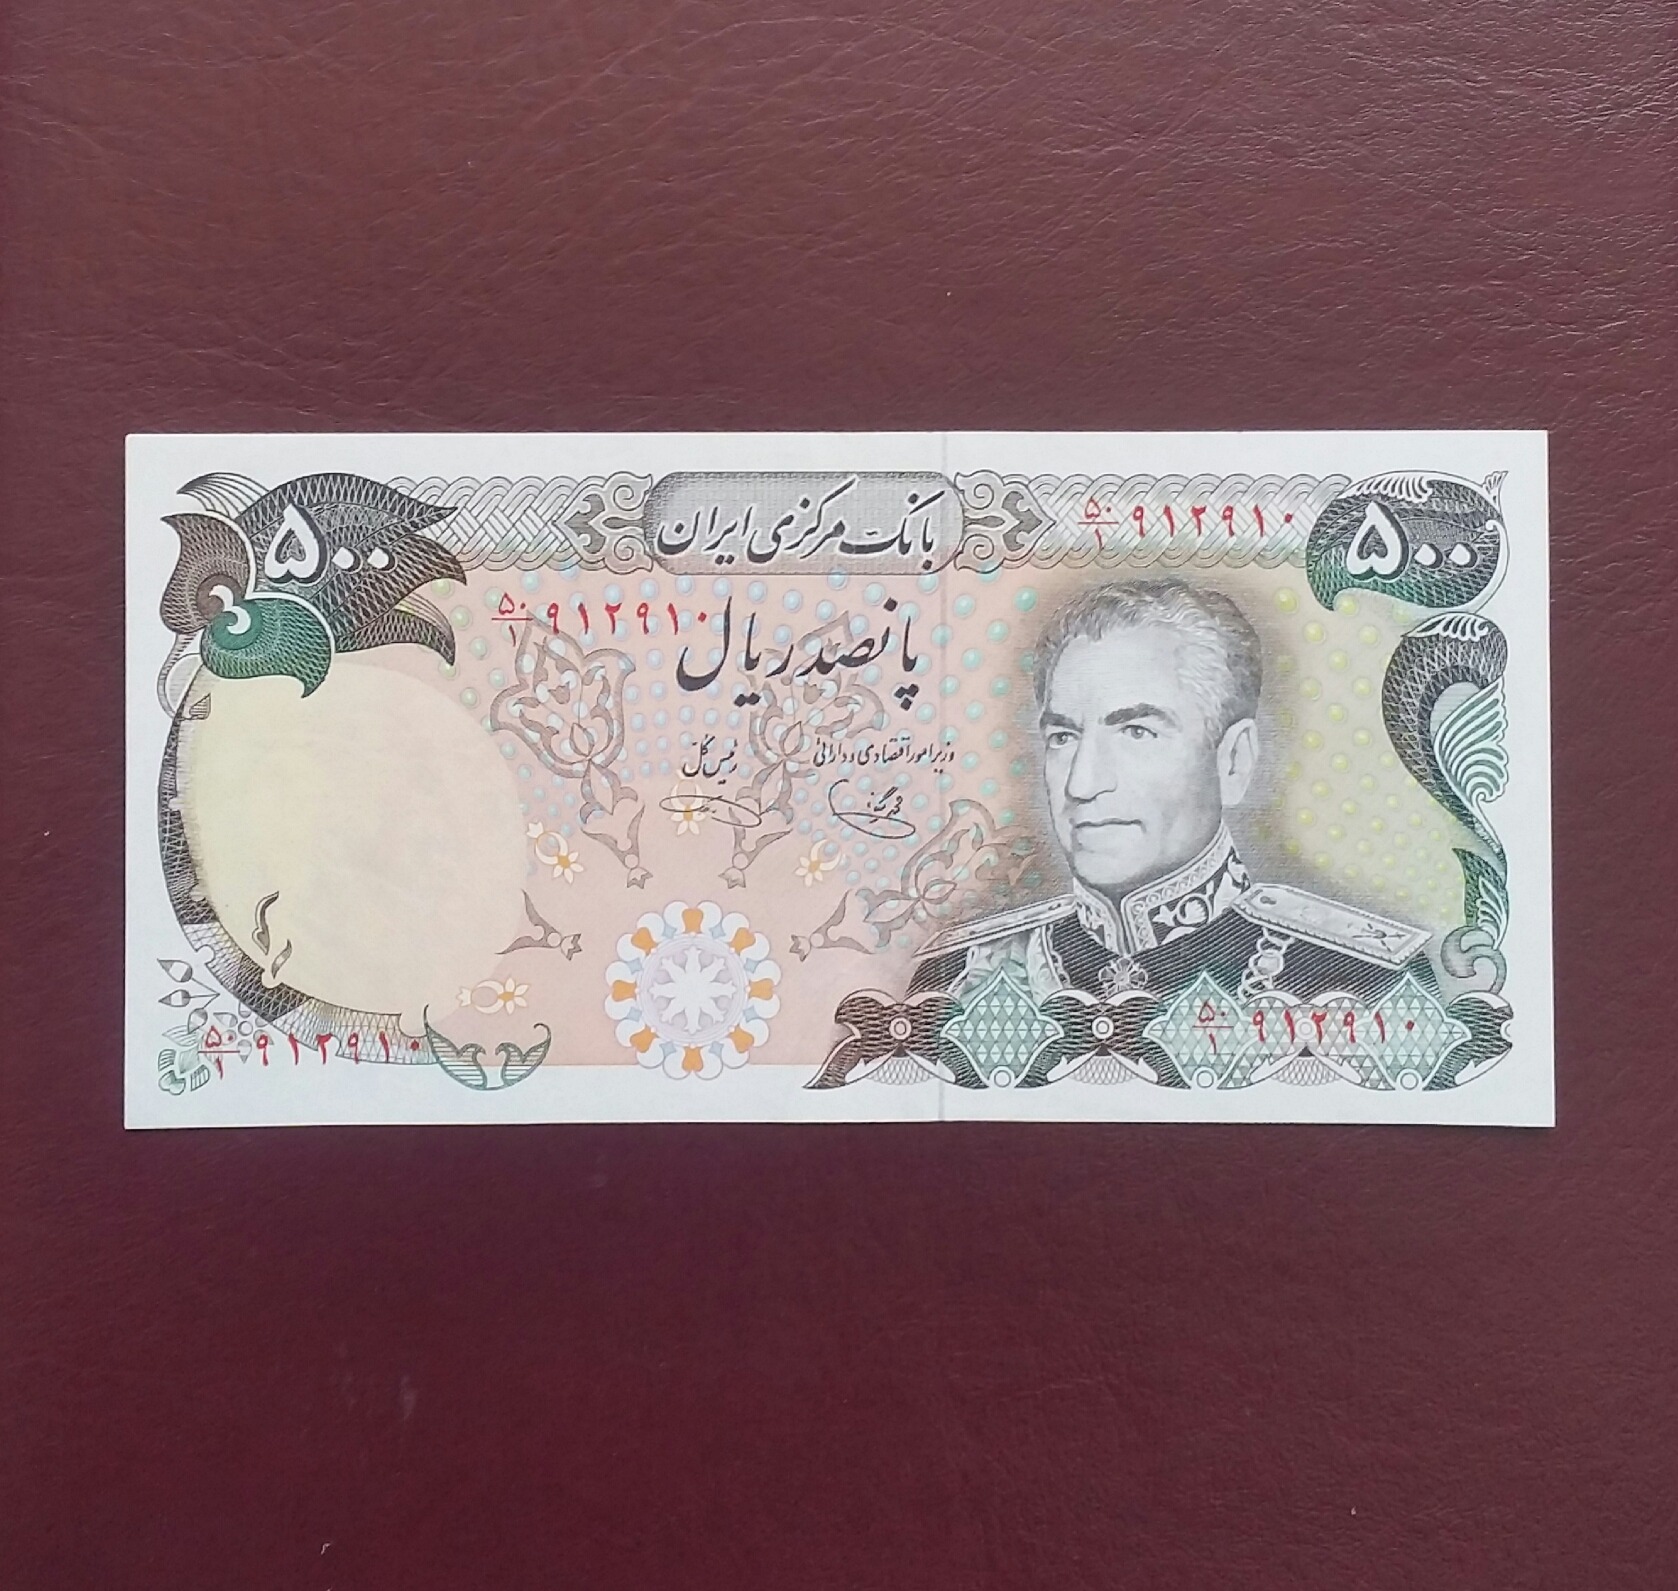 بانک مرکزی ایران
۵۰۰
۵۰/۱ ۹۱۲۹۱۰
۵۰۰
۵۰/۱ ۹۱۲۹۱۰
پانصد ریال
وزیر امور اقتصادی و دارائی
رئیس کل
۵۰/۱ ۹۱۲۹۱۰
۵۰/۱ ۹۱۲۹۱۰